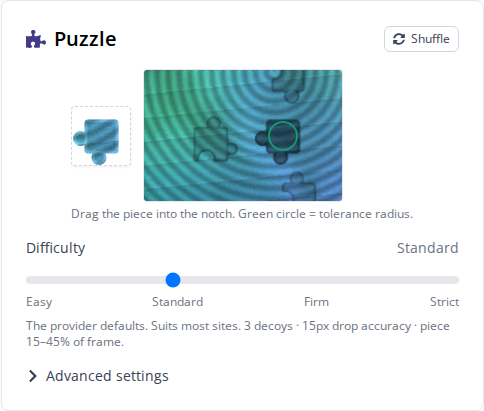 Puzzle
Shuffle
Drag the piece into the notch. Green circle = tolerance radius.
Difficulty
Standard
Easy
Standard
Firm
Strict
The provider defaults. Suits most sites. 3 decoys · 15px drop accuracy · piece
15–45% of frame.
Advanced settings